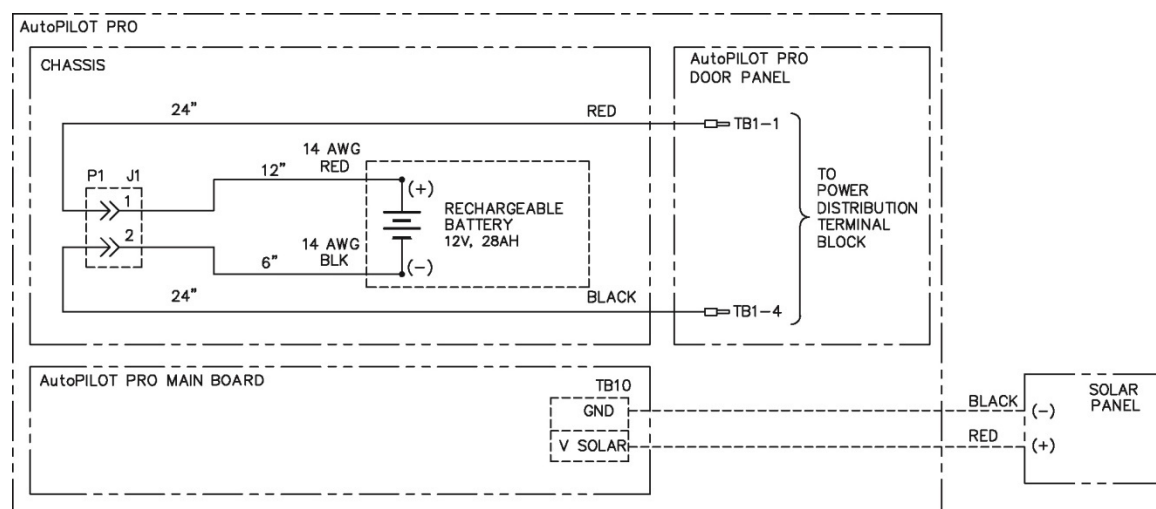 AutoPILOT PRO
CHASSIS
AutoPILOT PRO
DOOR PANEL
24”
RED
TB1-1
14 AWG
RED
12”
P1
J1
1
(+)
RECHARGEABLE
BATTERY
12V, 28AH
TO
POWER
DISTRIBUTION
TERMINAL
BLOCK
2
14 AWG
BLK
6”
(-)
24”
BLACK
TB1-4
AutoPILOT PRO MAIN BOARD
TB10
GND
V SOLAR
BLACK
(-)
SOLAR
PANEL
RED
(+)